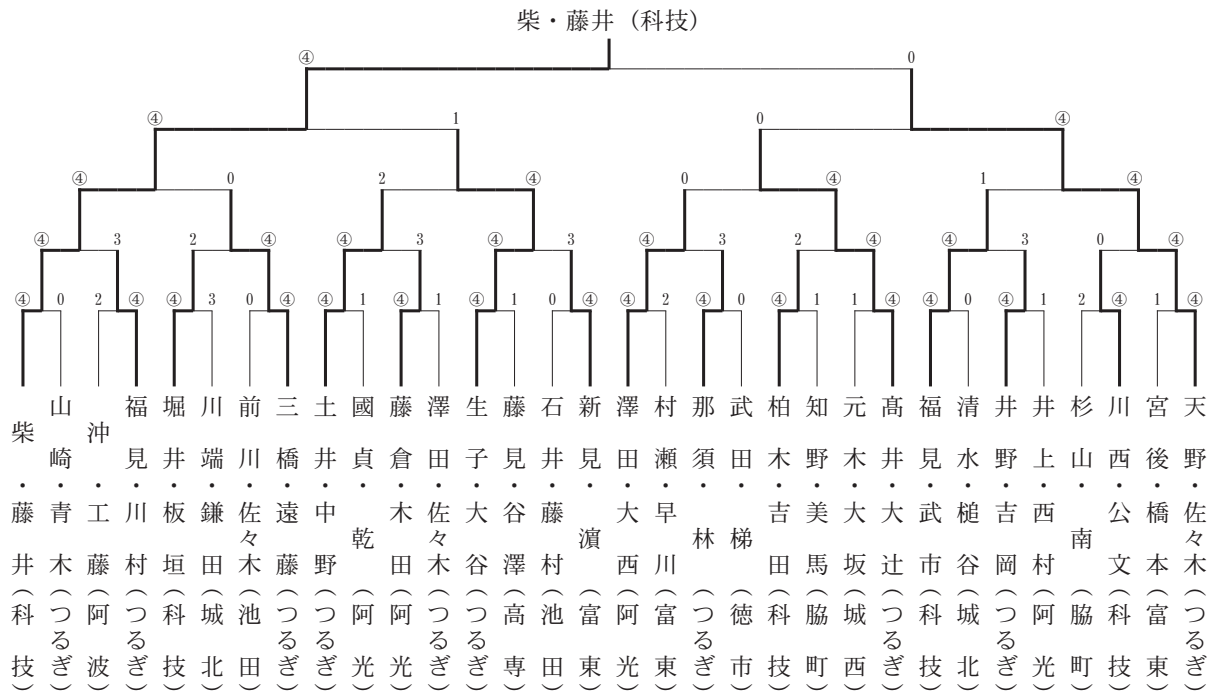 柴・藤井（科技）
④ 0
④ 1 0 ④
④ 0 2 ④ 0 ④ 1 ④
④ 3 2 ④ ④ 3 ④ 3 ④ 3 2 ④ ④ 3 0 ④
④ 0 2 ④ ④ 3 0 ④ ④ 1 ④ 1 ④ 1 0 ④ ④ 2 ④ 0 ④ 1 1 ④ ④ 0 ④ 1 2 ④ 1 ④
柴・藤井（科技）
山崎・青木（つるぎ）
沖・工藤（阿波）
福見・川村（つるぎ）
堀井・板垣（科技）
川端・鎌田（城北）
前川・佐々木（池田）
三橋・遠藤（つるぎ）
土井・中野（つるぎ）
國貞・乾（阿光）
藤倉・木田（阿光）
澤田・佐々木（つるぎ）
生子・大谷（つるぎ）
藤見・谷澤（高専）
石井・藤村（池田）
新見・濵（富東）
澤田・大西（阿光）
村瀬・早川（富東）
那須・林（つるぎ）
武田・梯（徳市）
柏木・吉田（科技）
知野・美馬（脇町）
元木・大坂（城西）
髙井・大辻（つるぎ）
福見・武市（科技）
清水・槌谷（城北）
井野・吉岡（つるぎ）
井上・西村（阿光）
杉山・南（脇町）
川西・公文（科技）
宮後・橋本（富東）
天野・佐々木（つるぎ）